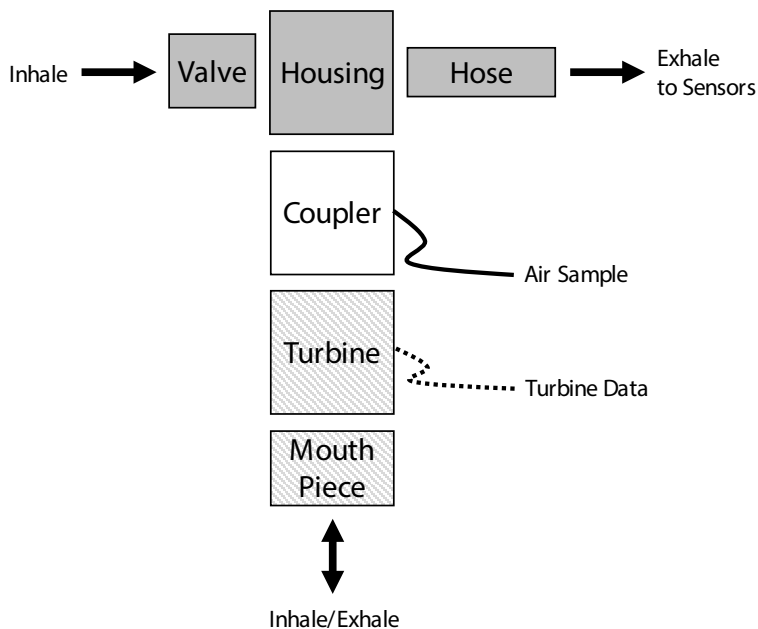 Inhale
Valve
Housing
Hose
Exhale
to Sensors
Coupler
Air Sample
Turbine
Turbine Data
Mouth
Piece
Inhale/Exhale